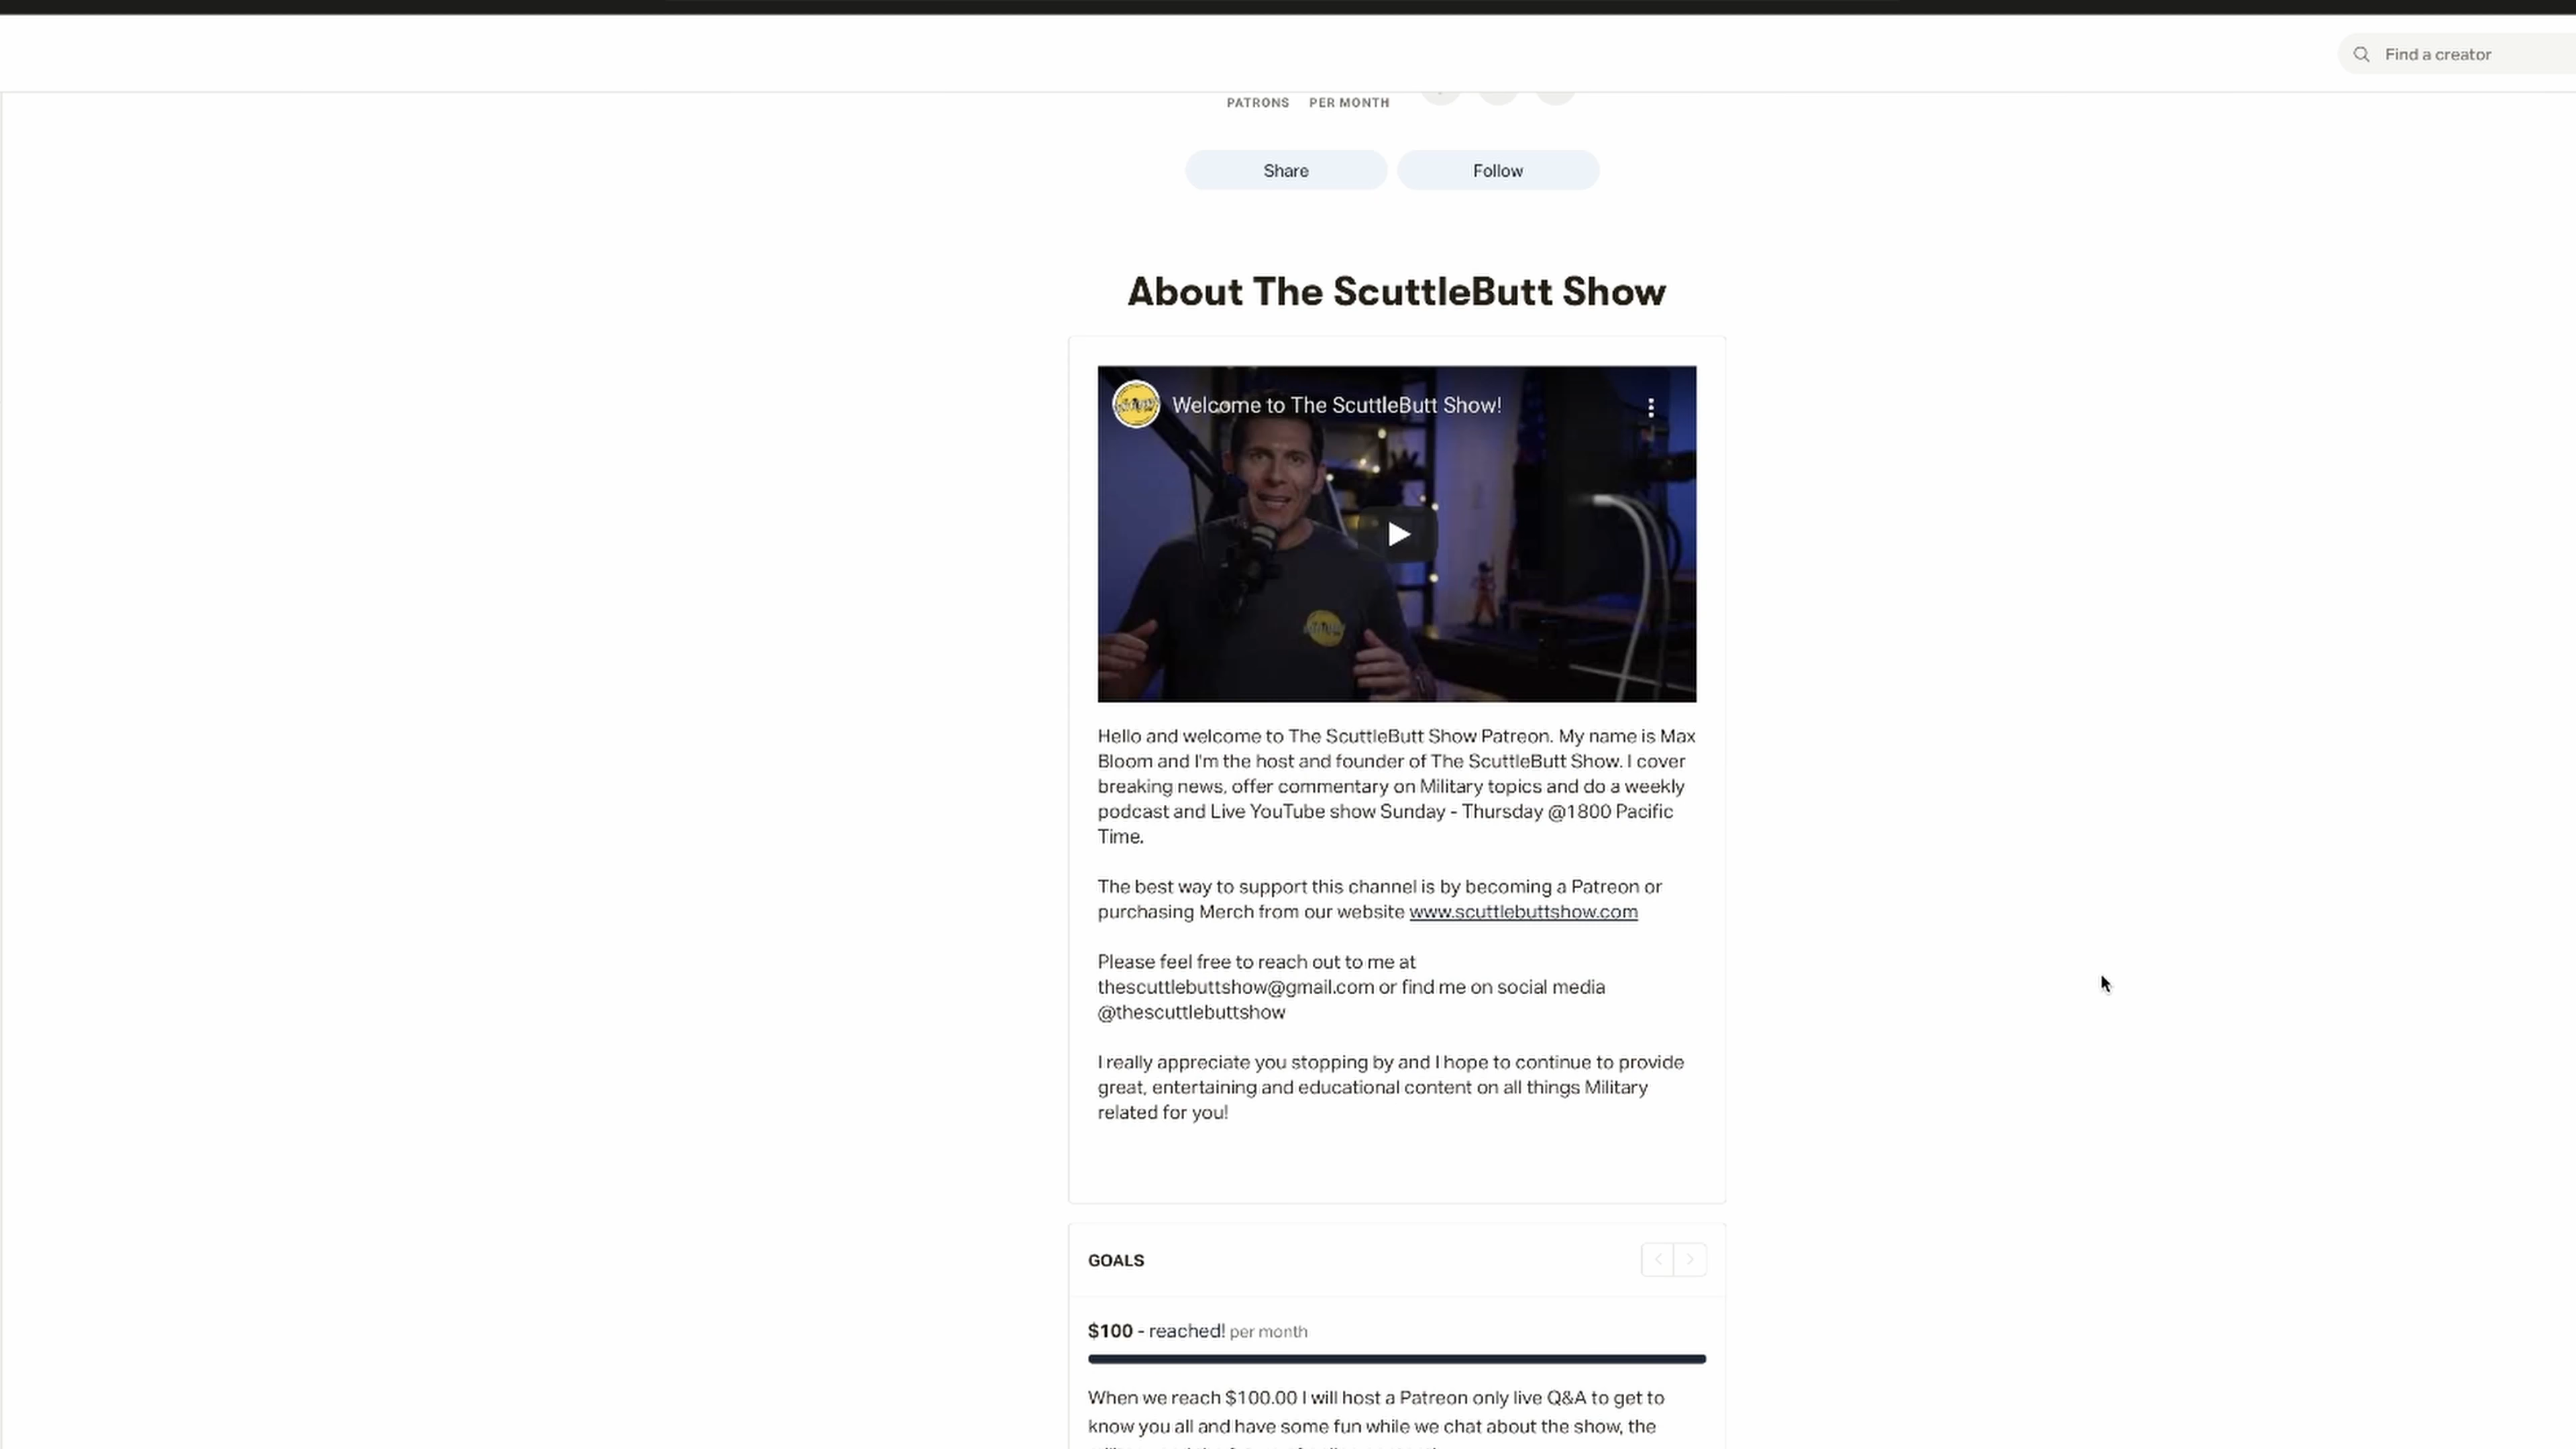 Find a creator
PATRONS PER MONTH
Share Follow
About The ScuttleButt Show
Welcome to The ScuttleButt Show!
Hello and welcome to The ScuttleButt Show Patreon. My name is Max
Bloom and I'm the host and founder of The ScuttleButt Show. I cover
breaking news, offer commentary on Military topics and do a weekly
podcast and Live YouTube show Sunday - Thursday @1800 Pacific
Time.
The best way to support this channel is by becoming a Patreon or
purchasing Merch from our website www.scuttlebuttshow.com
Please feel free to reach out to me at
thescuttlebuttshow@gmail.com or find me on social media
@thescuttlebuttshow
I really appreciate you stopping by and I hope to continue to provide
great, entertaining and educational content on all things Military
related for you!
GOALS
$100 - reached! per month
When we reach $100.00 I will host a Patreon only live Q&A to get to
know you all and have some fun while we chat about the show, the